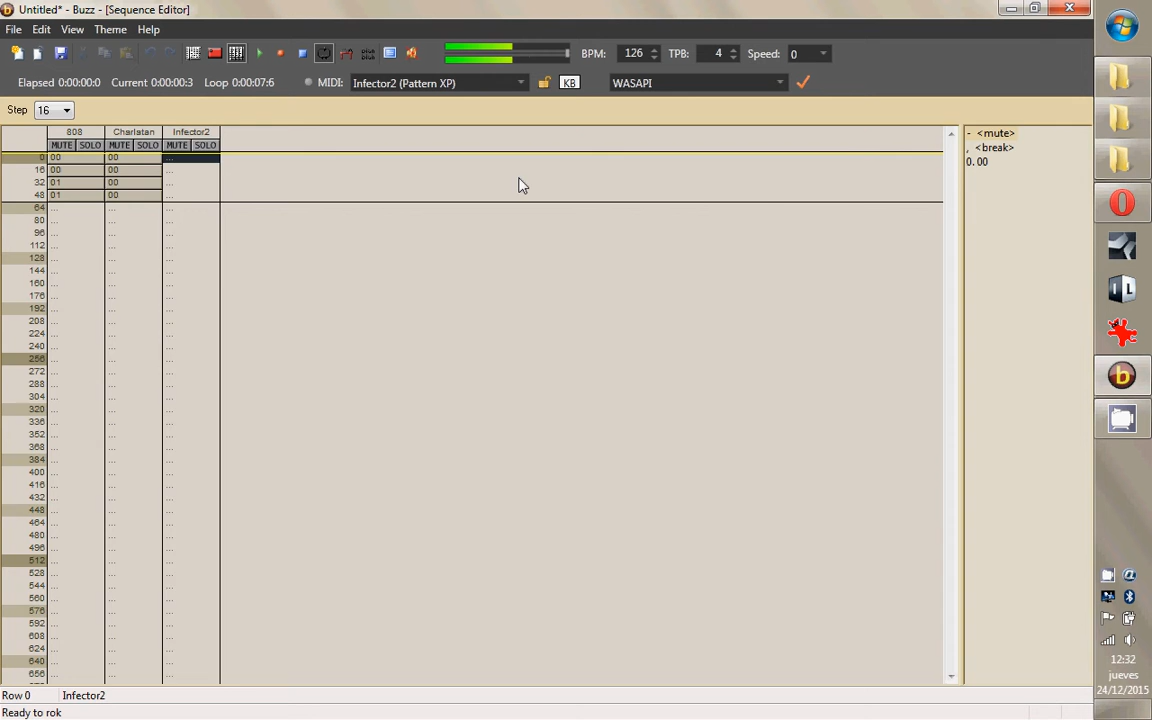 Untitled* - Buzz - [Sequence Editor]
File Edit View Theme Help
BPM: 126 TPB: 4 Speed: 0
Elapsed 0:00:00:0 Current 0:00:00:3 Loop 0:00:07:6 MIDI: Infector2 (Pattern XP) KB WASAPI
Step 16
808 Charlatan Infector2
MUTE SOLO MUTE SOLO MUTE SOLO
- <mute>
, <break>
0. 00
0 00 00 ...
16 00 00 ...
32 01 00 ...
48 01 00 ...
64 ... ... ...
80 ... ... ...
96 ... ... ...
112 ... ... ...
128 ... ... ...
144 ... ... ...
160 ... ... ...
176 ... ... ...
192 ... ... ...
208 ... ... ...
224 ... ... ...
240 ... ... ...
256 ... ... ...
272 ... ... ...
288 ... ... ...
304 ... ... ...
320 ... ... ...
336 ... ... ...
352 ... ... ...
368 ... ... ...
384 ... ... ...
400 ... ... ...
416 ... ... ...
432 ... ... ...
448 ... ... ...
464 ... ... ...
480 ... ... ...
496 ... ... ...
512 ... ... ...
528 ... ... ...
544 ... ... ...
560 ... ... ...
576 ... ... ...
592 ... ... ...
608 ... ... ...
624 ... ... ...
640 ... ... ...
656 ... ... ...
Row 0 Infector2
Ready to rok
12:32
jueves
24/12/2015